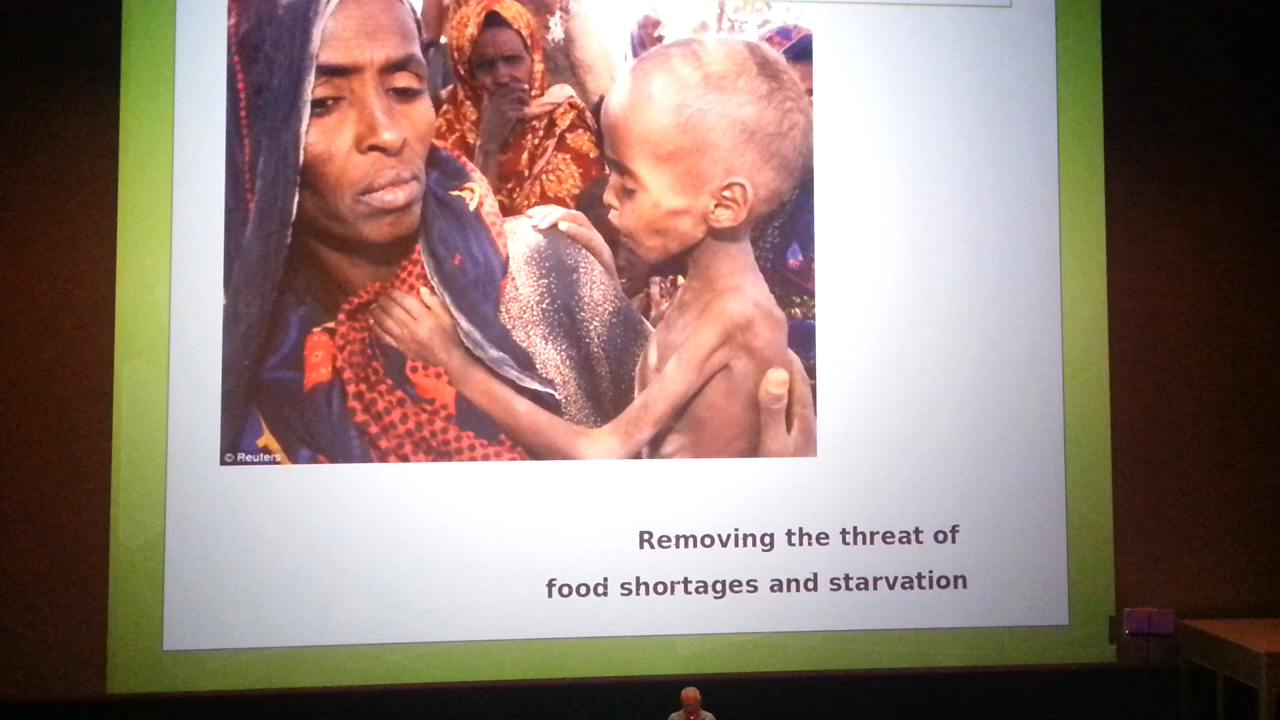 © Reuters
Removing the threat of
food shortages and starvation